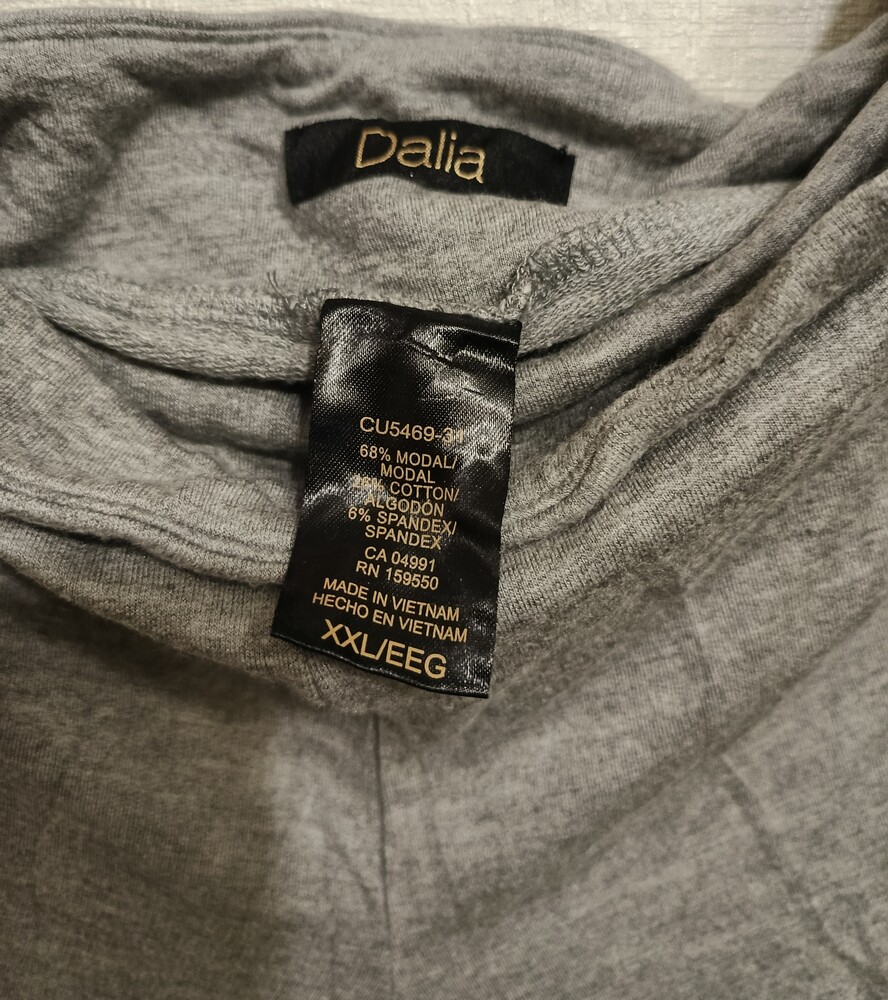 Dalia
CU5469-3
68% MODAL/
MODAL
26% COTTON/
ALGODÓN
6% SPANDEX/
SPANDEX
CA 04991
RN 159550
MADE IN VIETNAM
HECHO EN VIETNAM
XXL/EEG